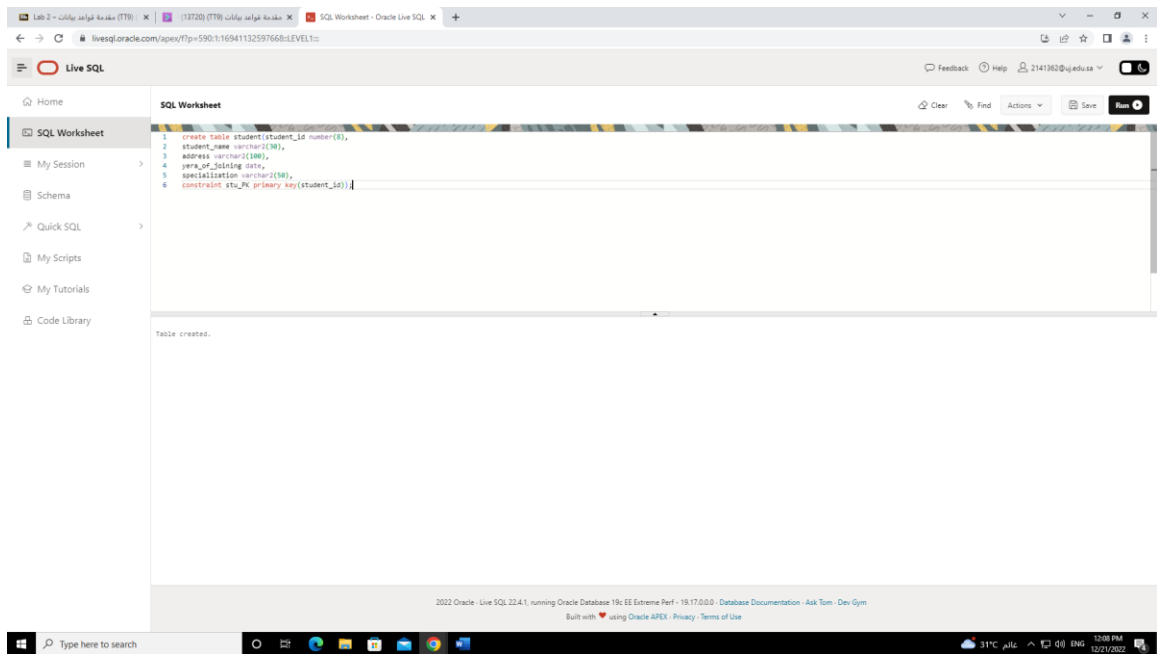 Lab 2 – مقدمة قواعد بيانات (TT9) :
مقدمة قواعد بيانات (TT9) (13720)
SQL Worksheet - Oracle Live SQL
livesql.oracle.com/apex/f?p=590:1:16941132597668::LEVEL1:::
Live SQL
Feedback
Help
2141362@uj.edu.sa
Home
SQL Worksheet
My Session
Schema
Quick SQL
My Scripts
My Tutorials
Code Library
SQL Worksheet
Clear
Find
Actions
Save
Run
1 create table student(student_id number(8),
2 student_name varchar2(30),
3 address varchar2(100),
4 yera_of_joining date,
5 specialization varchar2(50),
6 constraint stu_PK primary key(student_id));
Table created.
2022 Oracle · Live SQL 22.4.1, running Oracle Database 19c EE Extreme Perf - 19.17.0.0.0 · Database Documentation · Ask Tom · Dev Gym
Built with ❤ using Oracle APEX · Privacy · Terms of Use
Type here to search
31°C غائم
ENG
12:08 PM
12/21/2022